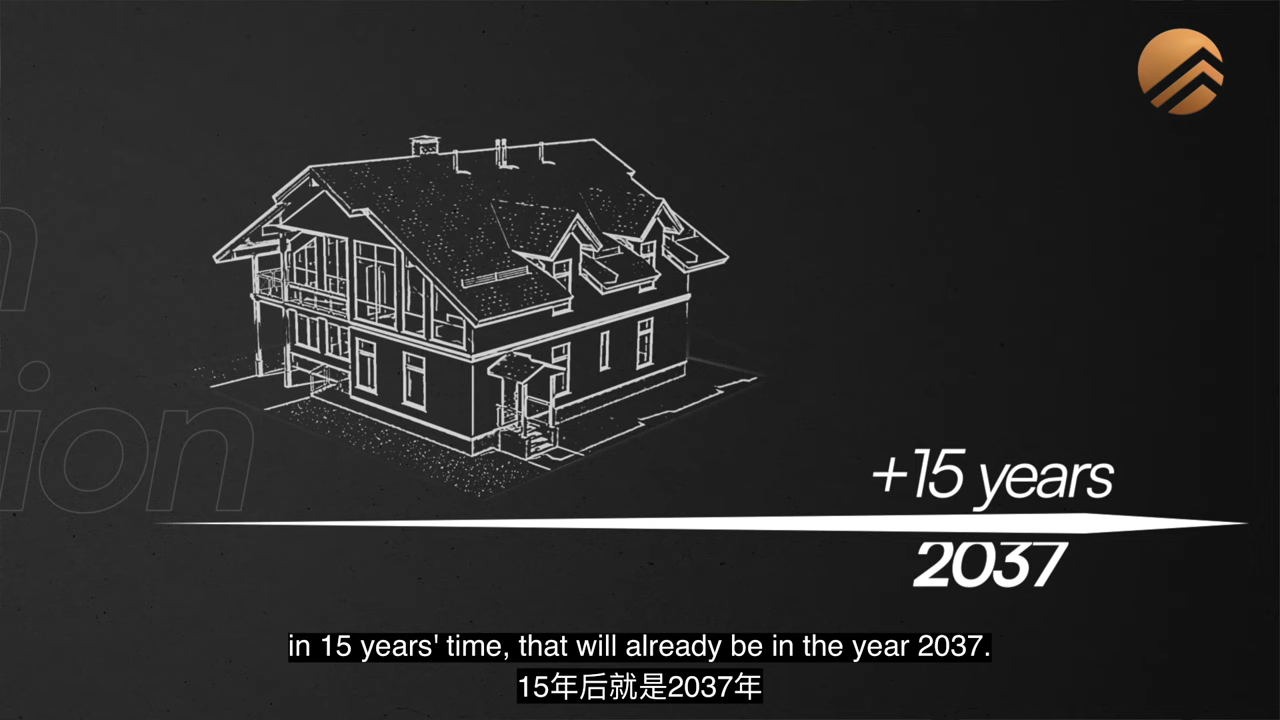 +15 years
2037
in 15 years' time, that will already be in the year 2037.
15年后就是2037年